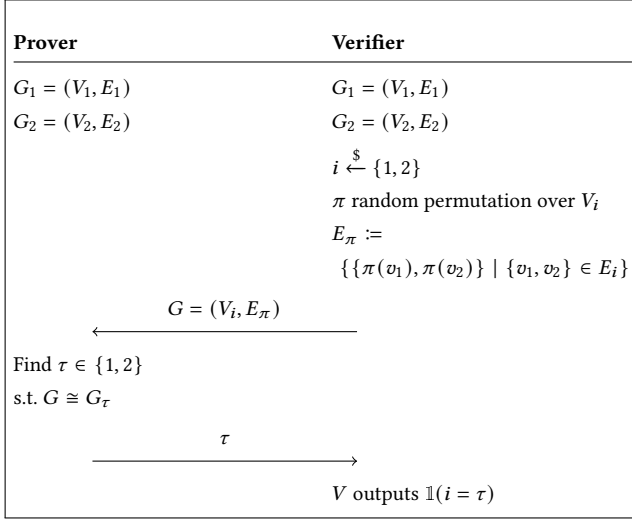 Prover Verifier
G₁ = (V₁, E₁) G₁ = (V₁, E₁)
G₂ = (V₂, E₂) G₂ = (V₂, E₂)
i $← {1, 2}
π random permutation over Vᵢ
E_π :=
{{π(v₁), π(v₂)} | {v₁, v₂} ∈ Eᵢ}
G = (Vᵢ, E_π)
Find τ ∈ {1, 2}
s.t. G ≅ G_τ
τ
V outputs 𝟙(i = τ)